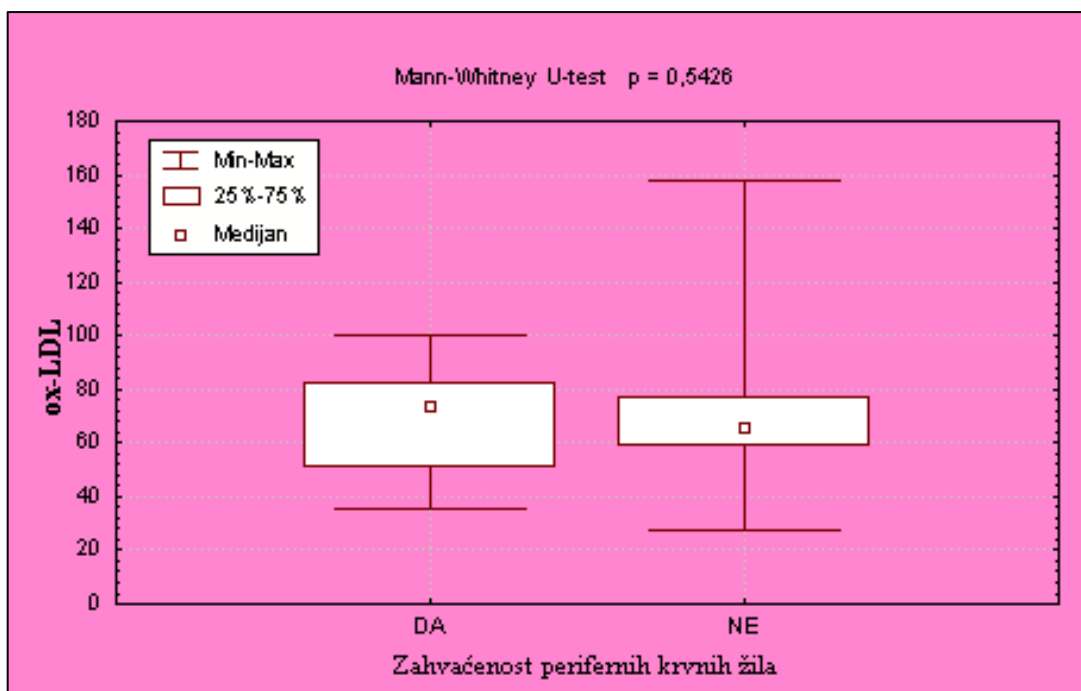 Mann-Whitney U-test p = 0,5426
180
160
140
120
100
80
60
40
20
0
Min-Max
25%-75%
Medijan
ox-LDL
DA NE
Zahvaćenost perifernih krvnih žila